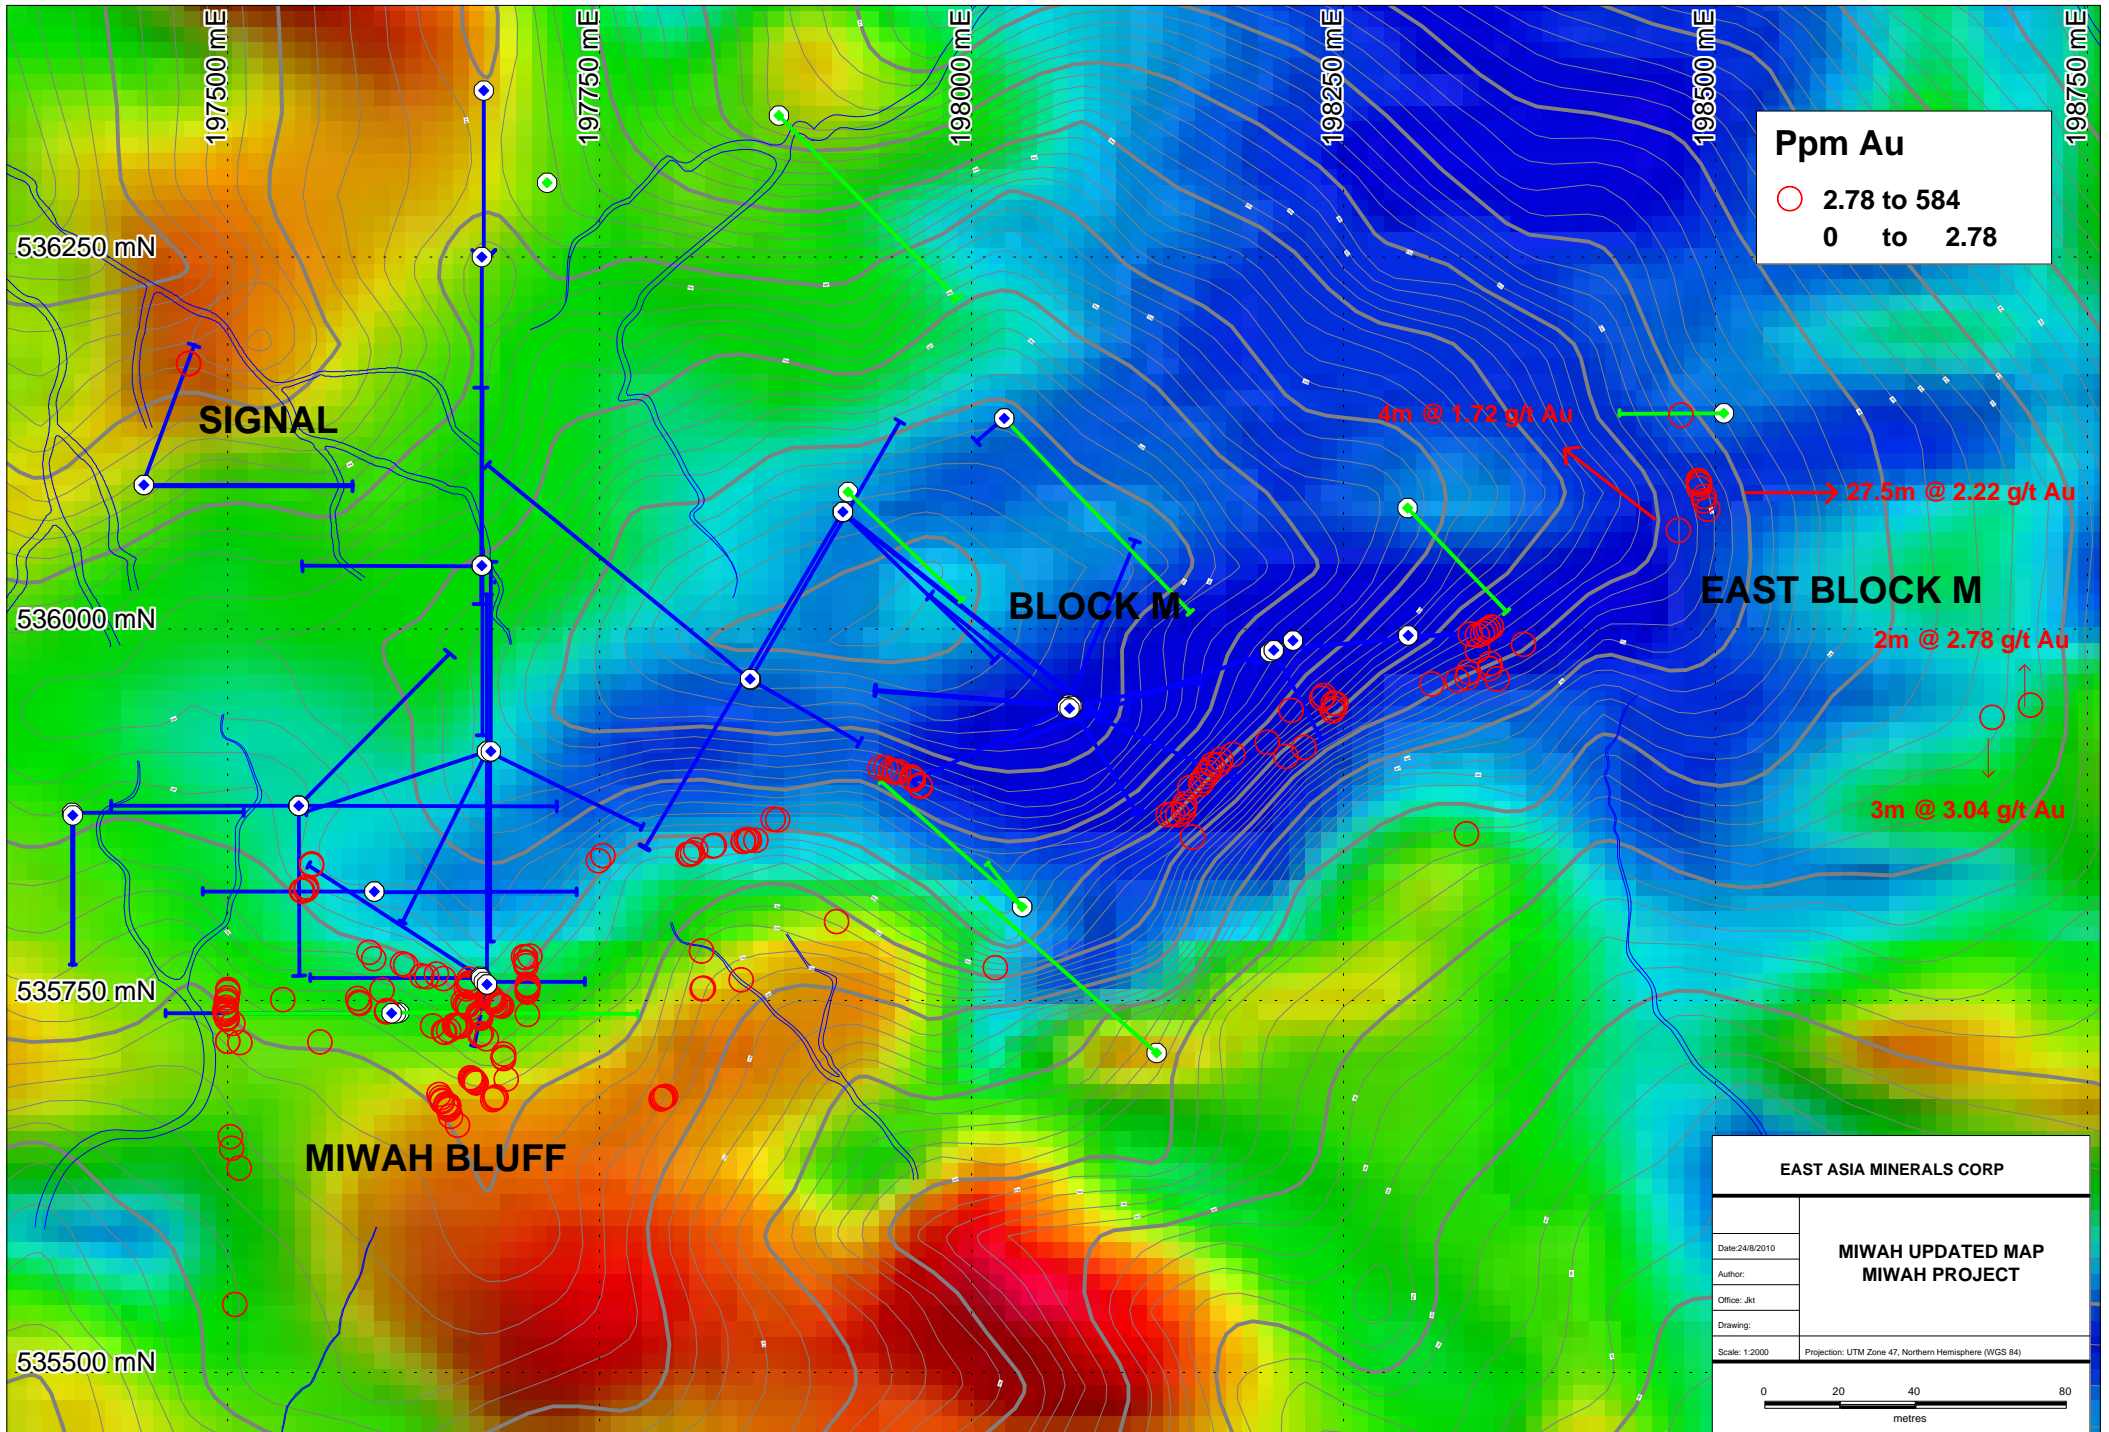 197500 mE
197750 mE
198000 mE
198250 mE
198500 mE
198750 mE
Ppm Au
2.78 to 584
0 to 2.78
536250 mN
SIGNAL
4m @ 1.72 g/t Au
27.5m @ 2.22 g/t Au
BLOCK M
EAST BLOCK M
536000 mN
2m @ 2.78 g/t Au
3m @ 3.04 g/t Au
535750 mN
MIWAH BLUFF
535500 mN
EAST ASIA MINERALS CORP
Date:24/8/2010
Author:
Office: Jkt
Drawing:
Scale: 1:2000
MIWAH UPDATED MAP
MIWAH PROJECT
Projection: UTM Zone 47, Northern Hemisphere (WGS 84)
0 20 40 80
metres